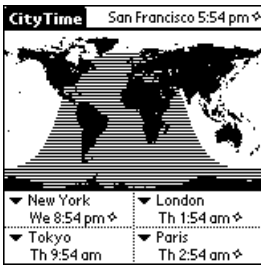 CityTime San Francisco 5:54 pm
New York London
We 8:54 pm Th 1:54 am
Tokyo Paris
Th 9:54 am Th 2:54 am